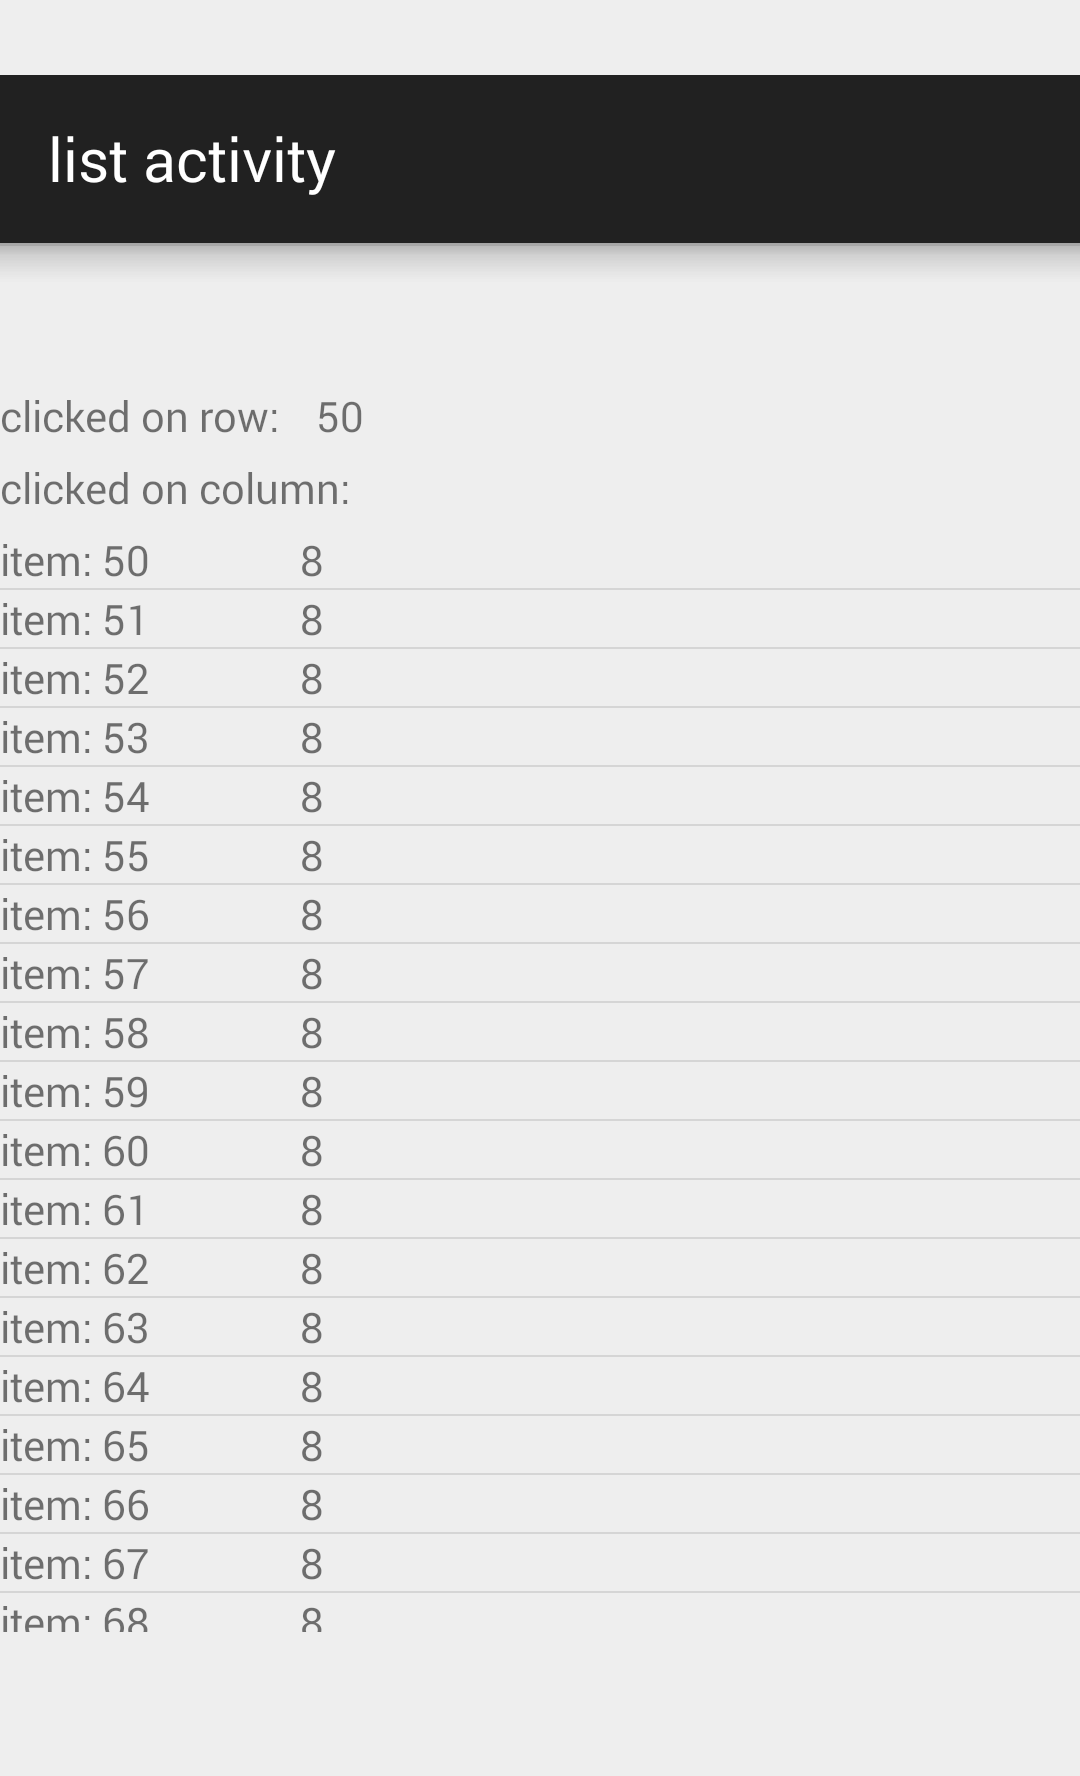 list activity
clicked on row: 50
clicked on column:
item: 50 8
item: 51 8
item: 52 8
item: 53 8
item: 54 8
item: 55 8
item: 56 8
item: 57 8
item: 58 8
item: 59 8
item: 60 8
item: 61 8
item: 62 8
item: 63 8
item: 64 8
item: 65 8
item: 66 8
item: 67 8
item: 68 8